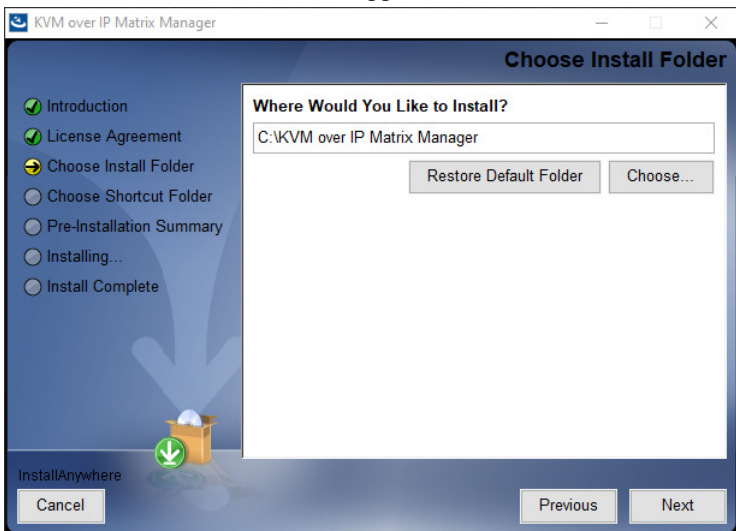 KVM over IP Matrix Manager
Choose Install Folder
Introduction
License Agreement
Choose Install Folder
Choose Shortcut Folder
Pre-Installation Summary
Installing...
Install Complete
Where Would You Like to Install?
C:\KVM over IP Matrix Manager
Restore Default Folder
Choose...
InstallAnywhere
Cancel
Previous
Next